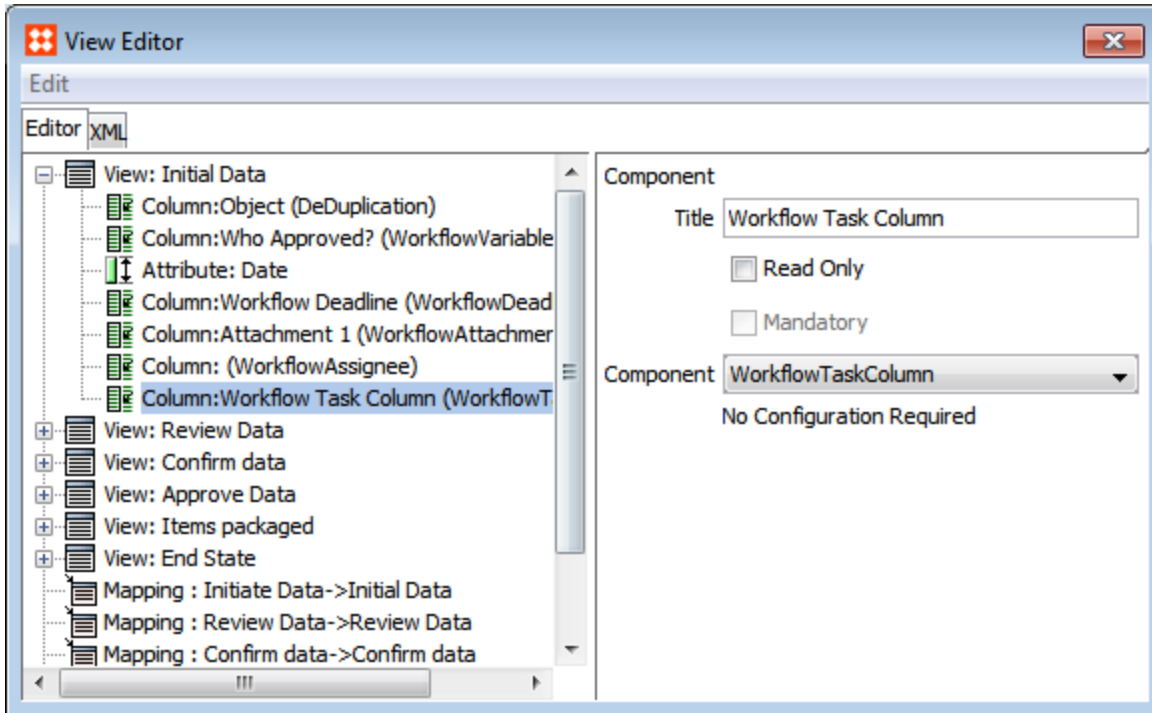 View Editor
Edit
Editor XML
View: Initial Data
Column:Object (DeDuplication)
Column:Who Approved? (WorkflowVariable
Attribute: Date
Column:Workflow Deadline (WorkflowDeadl
Column:Attachment 1 (WorkflowAttachmen
Column: (WorkflowAssignee)
Column:Workflow Task Column (WorkflowTa
View: Review Data
View: Confirm data
View: Approve Data
View: Items packaged
View: End State
Mapping : Initiate Data->Initial Data
Mapping : Review Data->Review Data
Mapping : Confirm data->Confirm data
Component
Title Workflow Task Column
Read Only
Mandatory
Component WorkflowTaskColumn
No Configuration Required